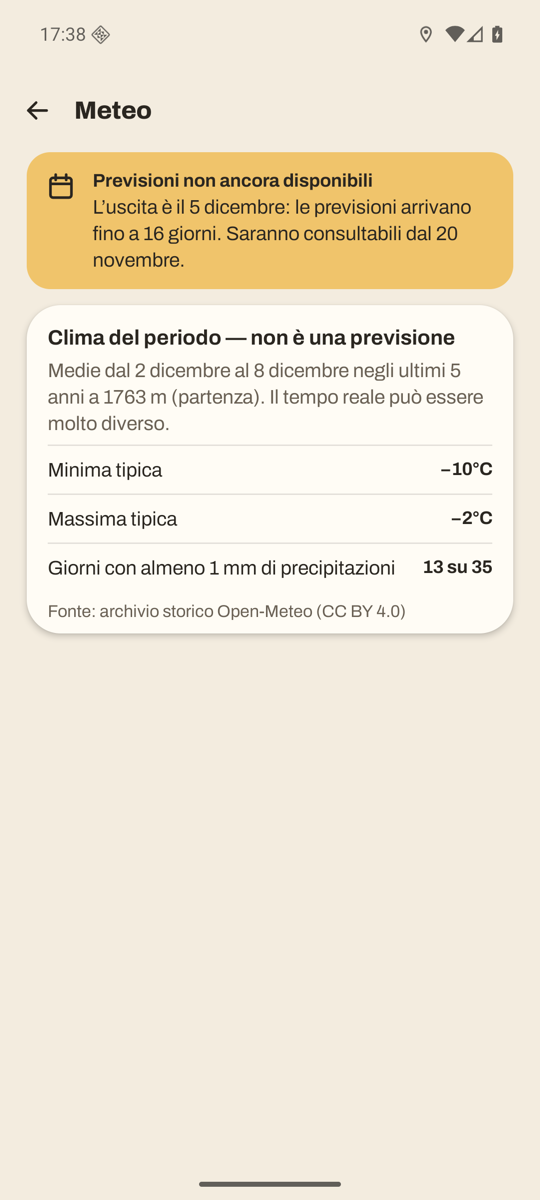 17:38
Meteo
Previsioni non ancora disponibili
L’uscita è il 5 dicembre: le previsioni arrivano
fino a 16 giorni. Saranno consultabili dal 20
novembre.
Clima del periodo — non è una previsione
Medie dal 2 dicembre al 8 dicembre negli ultimi 5
anni a 1763 m (partenza). Il tempo reale può essere
molto diverso.
Minima tipica −10°C
Massima tipica −2°C
Giorni con almeno 1 mm di precipitazioni 13 su 35
Fonte: archivio storico Open-Meteo (CC BY 4.0)